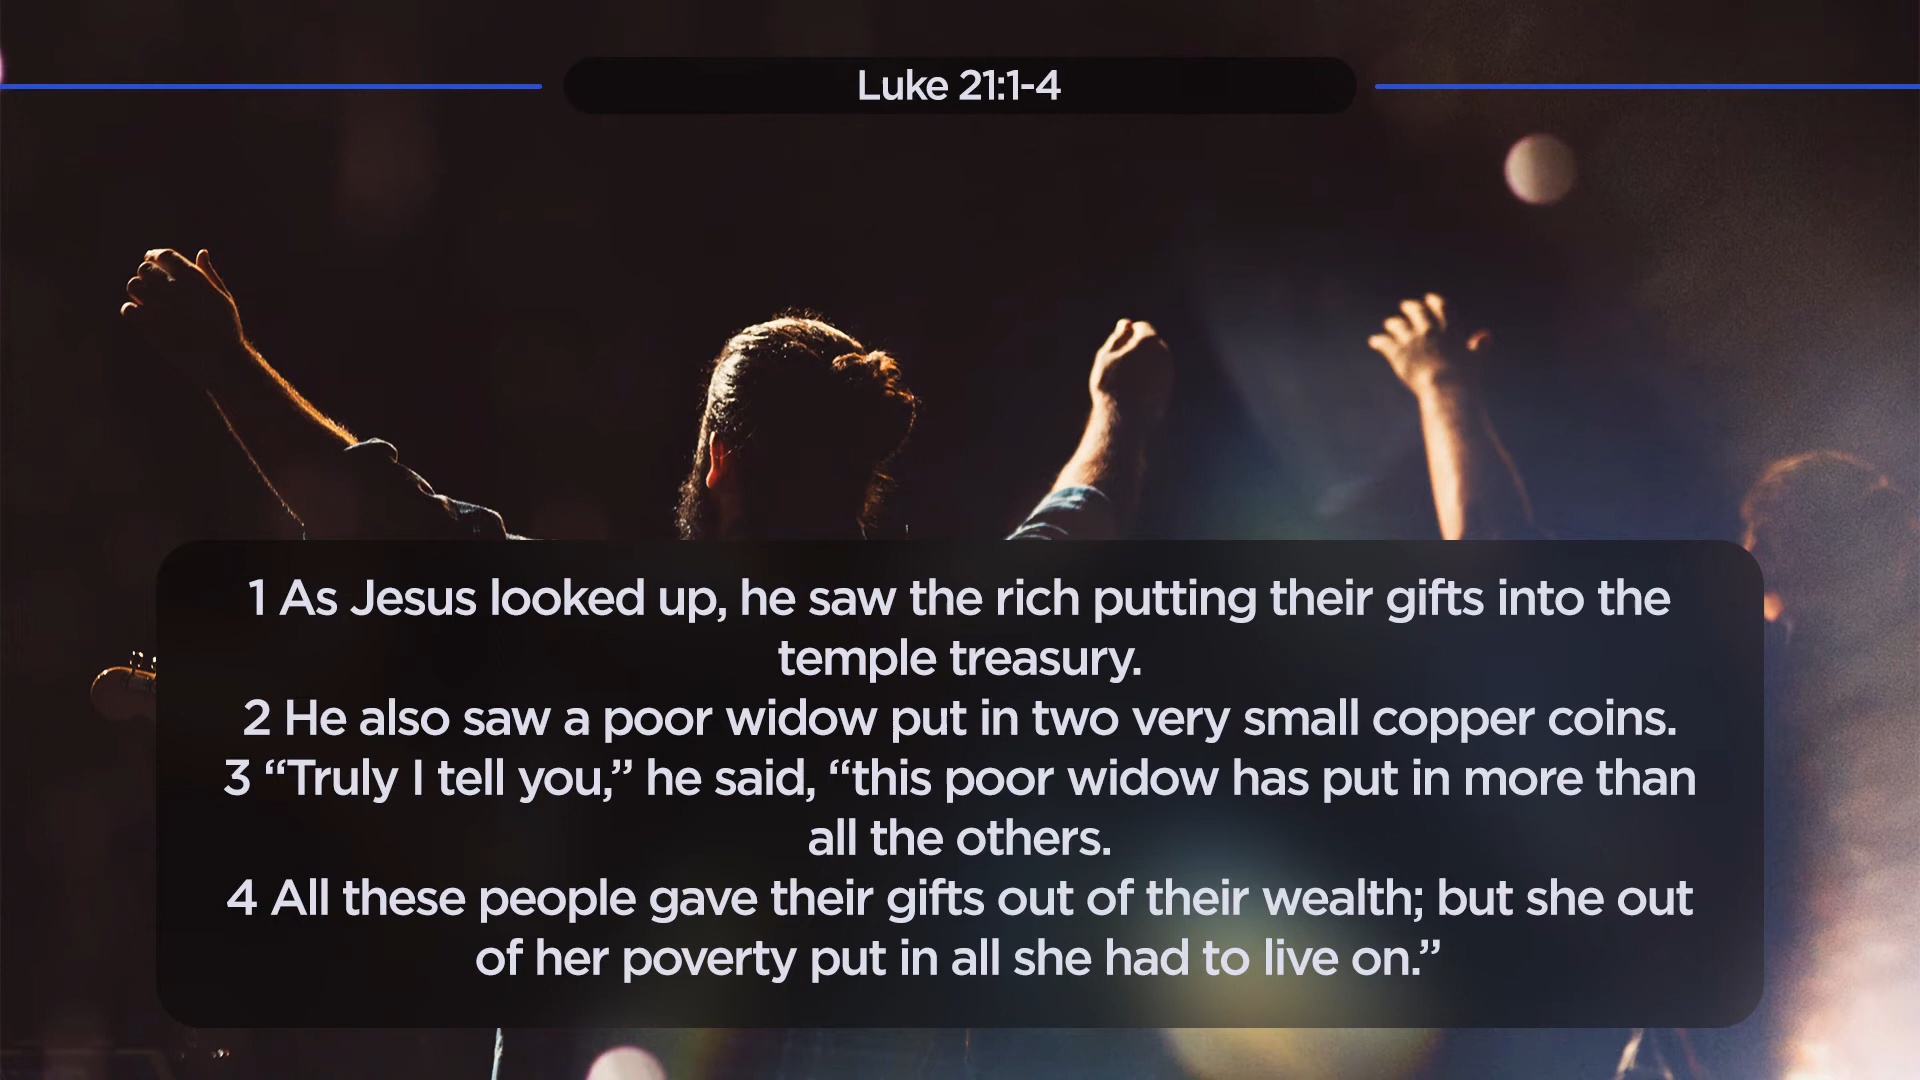 Luke 21:1-4
1 As Jesus looked up, he saw the rich putting their gifts into the
temple treasury.
2 He also saw a poor widow put in two very small copper coins.
3 “Truly I tell you,” he said, “this poor widow has put in more than
all the others.
4 All these people gave their gifts out of their wealth; but she out
of her poverty put in all she had to live on.”